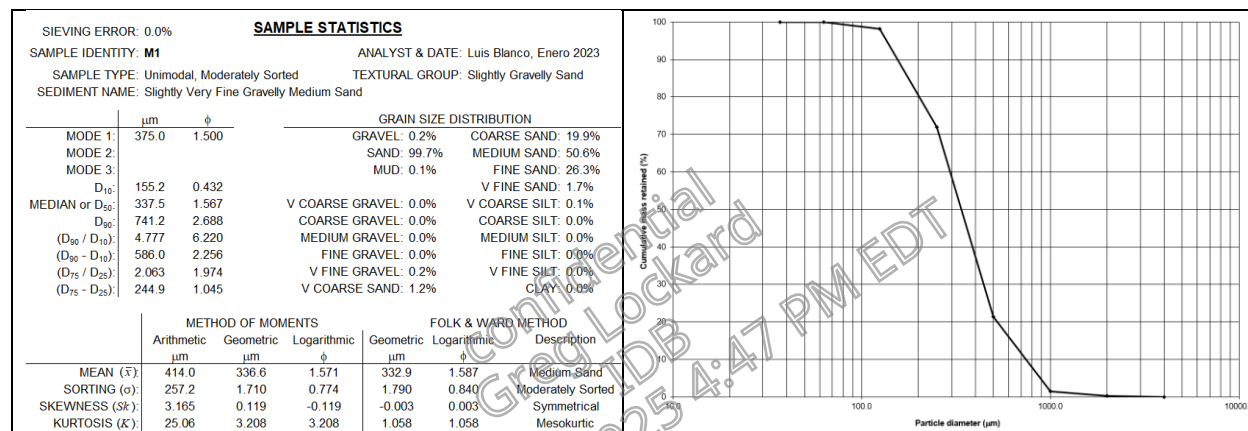 SAMPLE STATISTICS
SIEVING ERROR: 0.0%
SAMPLE IDENTITY: M1 ANALYST & DATE: Luis Blanco, Enero 2023
SAMPLE TYPE: Unimodal, Moderately Sorted TEXTURAL GROUP: Slightly Gravelly Sand
SEDIMENT NAME: Slightly Very Fine Gravelly Medium Sand
μm ϕ GRAIN SIZE DISTRIBUTION
MODE 1: 375.0 1.500 GRAVEL: 0.2% COARSE SAND: 19.9%
MODE 2: SAND: 99.7% MEDIUM SAND: 50.6%
MODE 3: MUD: 0.1% FINE SAND: 26.3%
D10: 155.2 0.432 V FINE SAND: 1.7%
MEDIAN or D50: 337.5 1.567 V COARSE GRAVEL: 0.0% V COARSE SILT: 0.1%
D90: 741.2 2.688 COARSE GRAVEL: 0.0% COARSE SILT: 0.0%
(D90 / D10): 4.777 6.220 MEDIUM GRAVEL: 0.0% MEDIUM SILT: 0.0%
(D90 - D10): 586.0 2.256 FINE GRAVEL: 0.0% FINE SILT: 0.0%
(D75 / D25): 2.063 1.974 V FINE GRAVEL: 0.2% V FINE SILT: 0.0%
(D75 - D25): 244.9 1.045 V COARSE SAND: 1.2% CLAY: 0.0%
METHOD OF MOMENTS FOLK & WARD METHOD
Arithmetic Geometric Logarithmic Geometric Logarithmic Description
μm μm ϕ μm ϕ
MEAN (x̄): 414.0 336.6 1.571 332.9 1.587 Medium Sand
SORTING (σ): 257.2 1.710 0.774 1.790 0.840 Moderately Sorted
SKEWNESS (Sk): 3.165 0.119 -0.119 -0.003 0.003 Symmetrical
KURTOSIS (K): 25.06 3.208 3.208 1.058 1.058 Mesokurtic
Cumulative mass retained (%)
100
90
80
70
60
50
40
30
20
10
0
100.0 1000.0
Particle diameter (μm)
confidential
Greg Lockard
IDB
2025 4:47 PM EDT